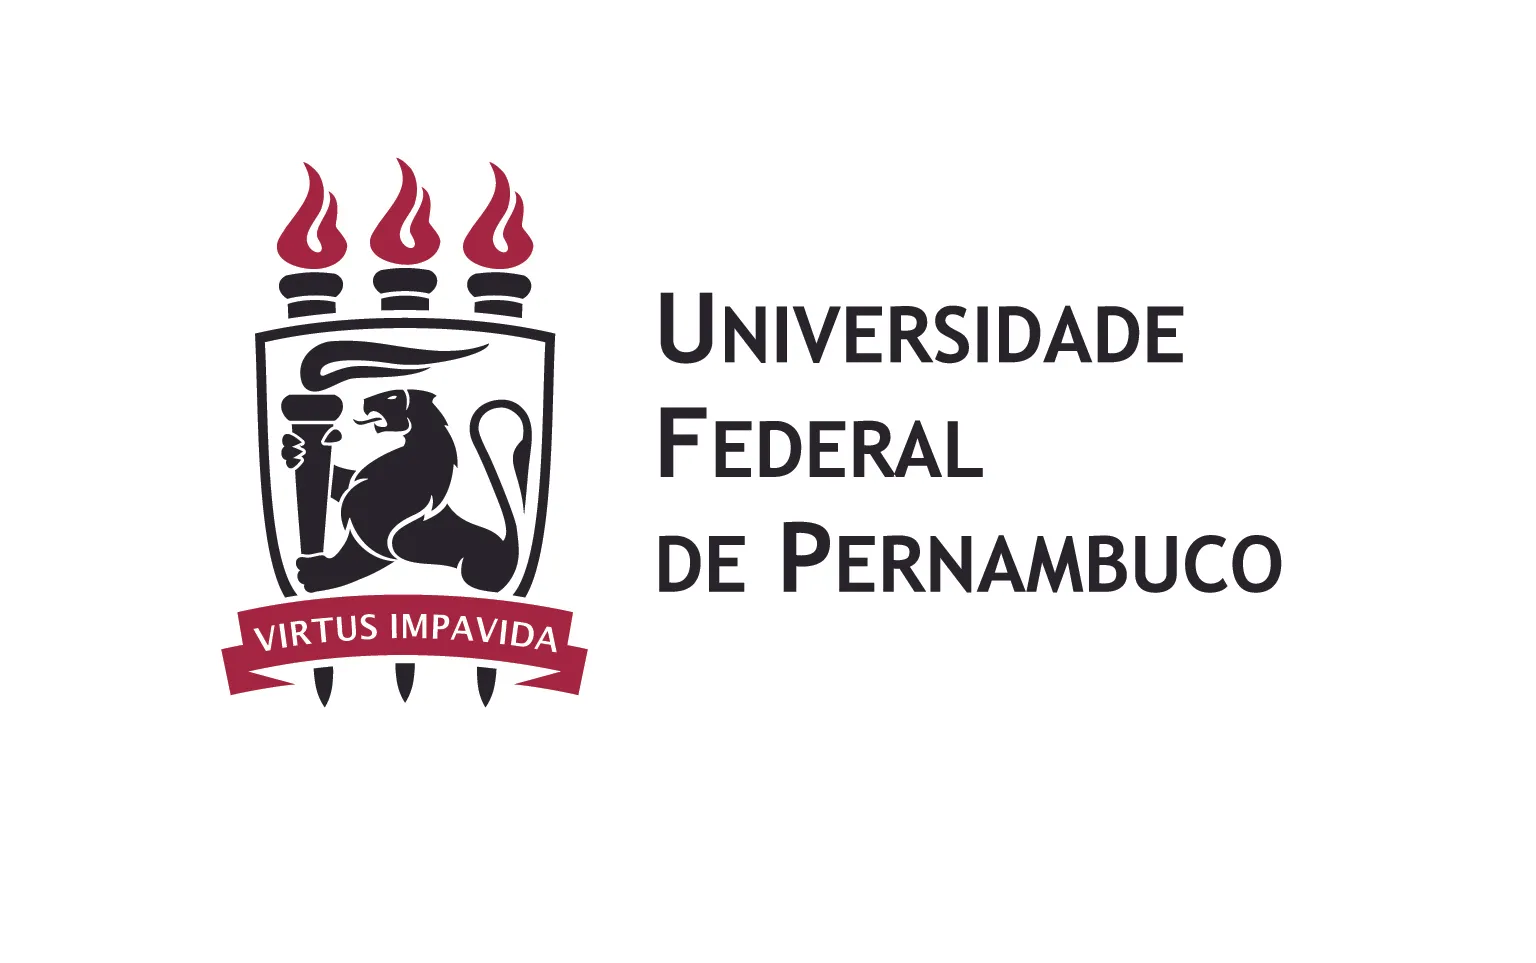 UNIVERSIDADE
FEDERAL
DE PERNAMBUCO
VIRTUS IMPAVIDA